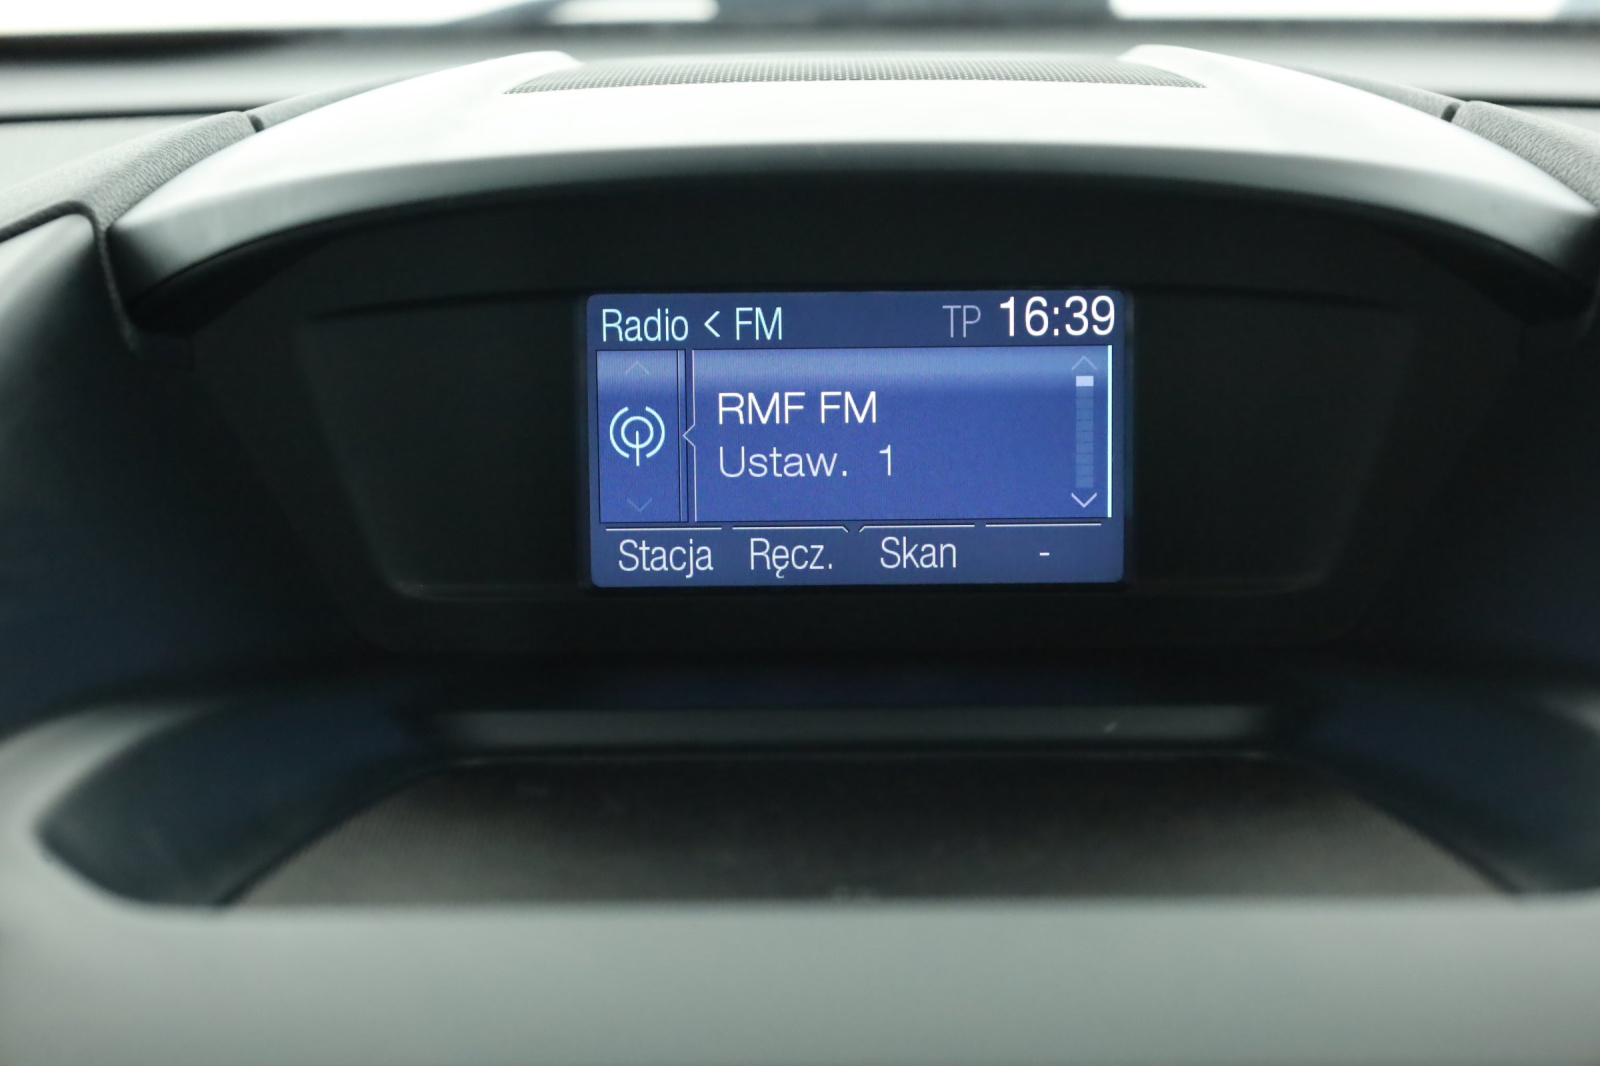 Radio < FM TP 16:39
RMF FM
Ustaw. 1
Stacja Ręcz. Skan -